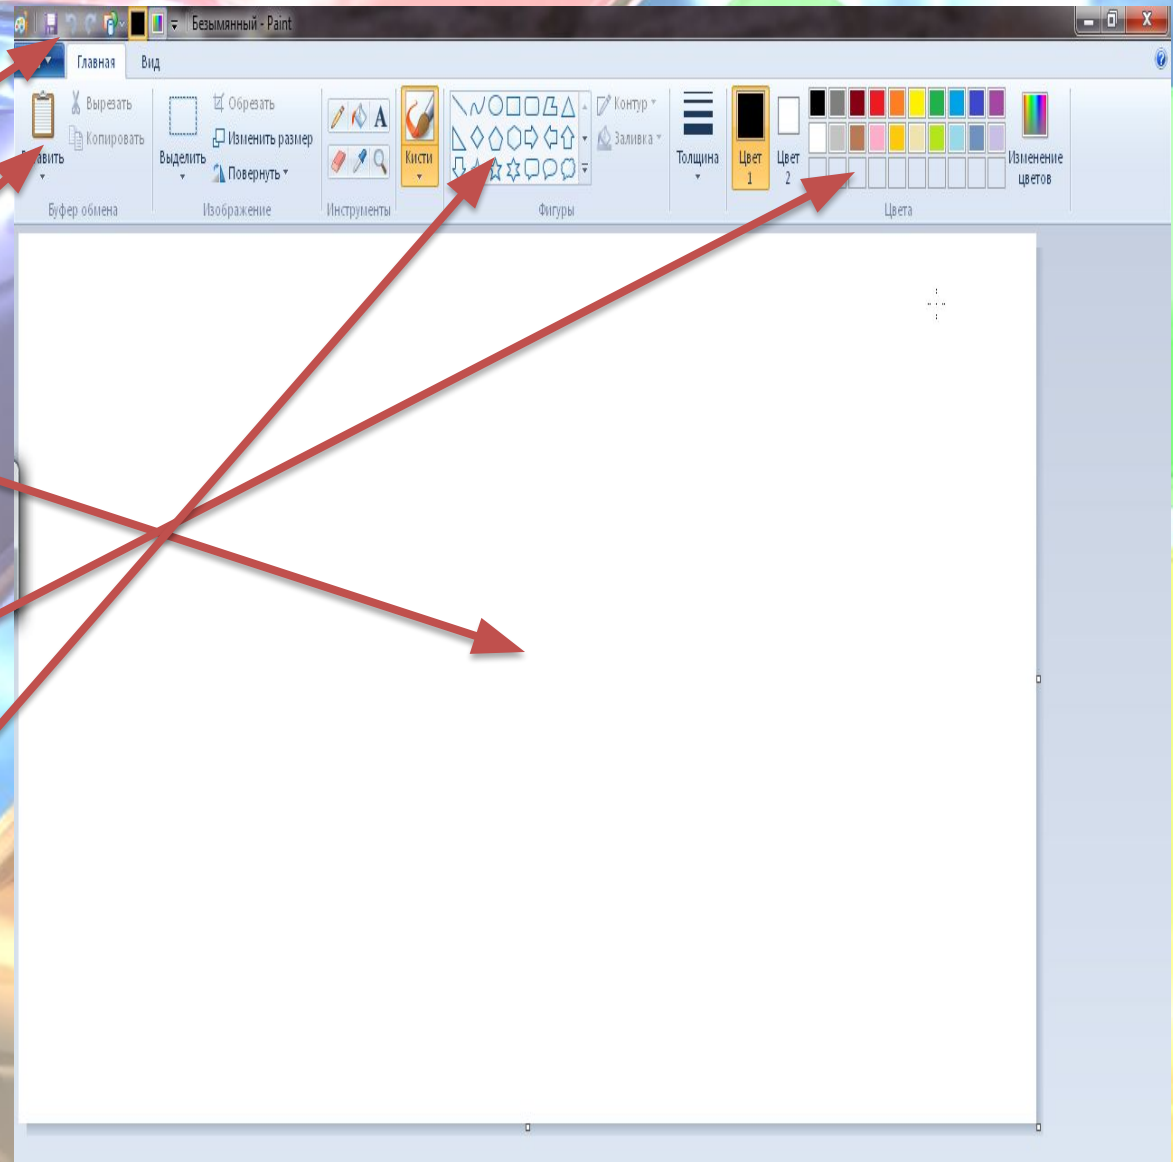 Безымянный - Paint
Главная Вид
Вырезать
Копировать
Выделить
Обрезать
Изменить размер
Повернуть
A
Кисти
Контур
Заливка
Толщина
Цвет 1
Цвет 2
Изменение цветов
Буфер обмена
Изображение
Инструменты
Фигуры
Цвета